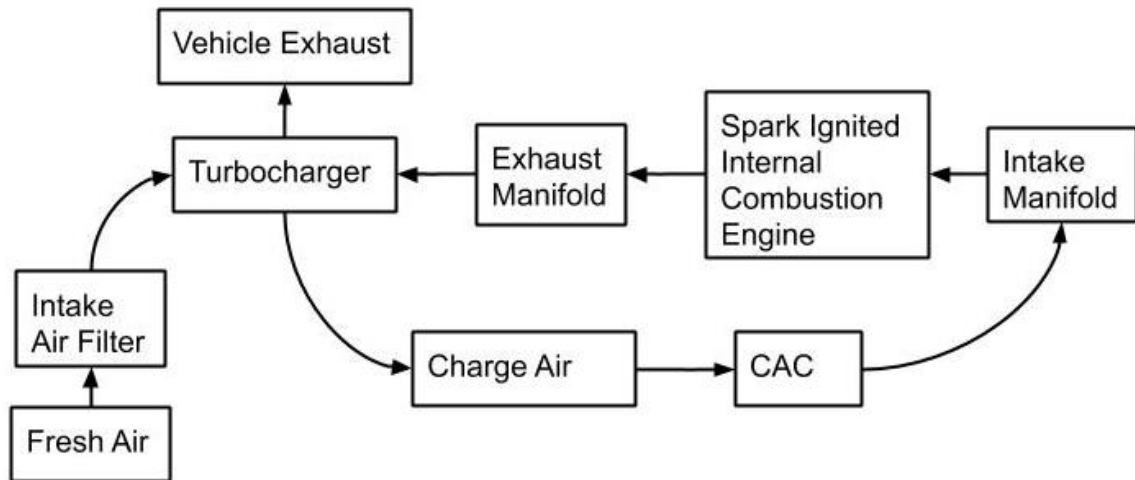 Vehicle Exhaust
Turbocharger
Exhaust
Manifold
Spark Ignited
Internal
Combustion
Engine
Intake
Manifold
Intake
Air Filter
Charge Air
CAC
Fresh Air